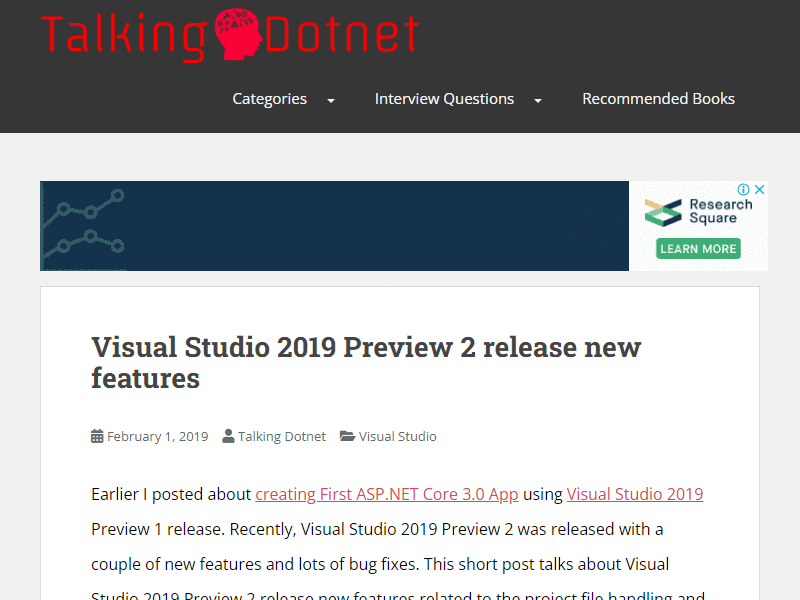 Talking Dotnet
Categories Interview Questions Recommended Books
Research
Square
LEARN MORE
Visual Studio 2019 Preview 2 release new
features
February 1, 2019 Talking Dotnet Visual Studio
Earlier I posted about creating First ASP.NET Core 3.0 App using Visual Studio 2019
Preview 1 release. Recently, Visual Studio 2019 Preview 2 was released with a
couple of new features and lots of bug fixes. This short post talks about Visual
Studio 2019 Preview 2 release new features related to the project file handling and